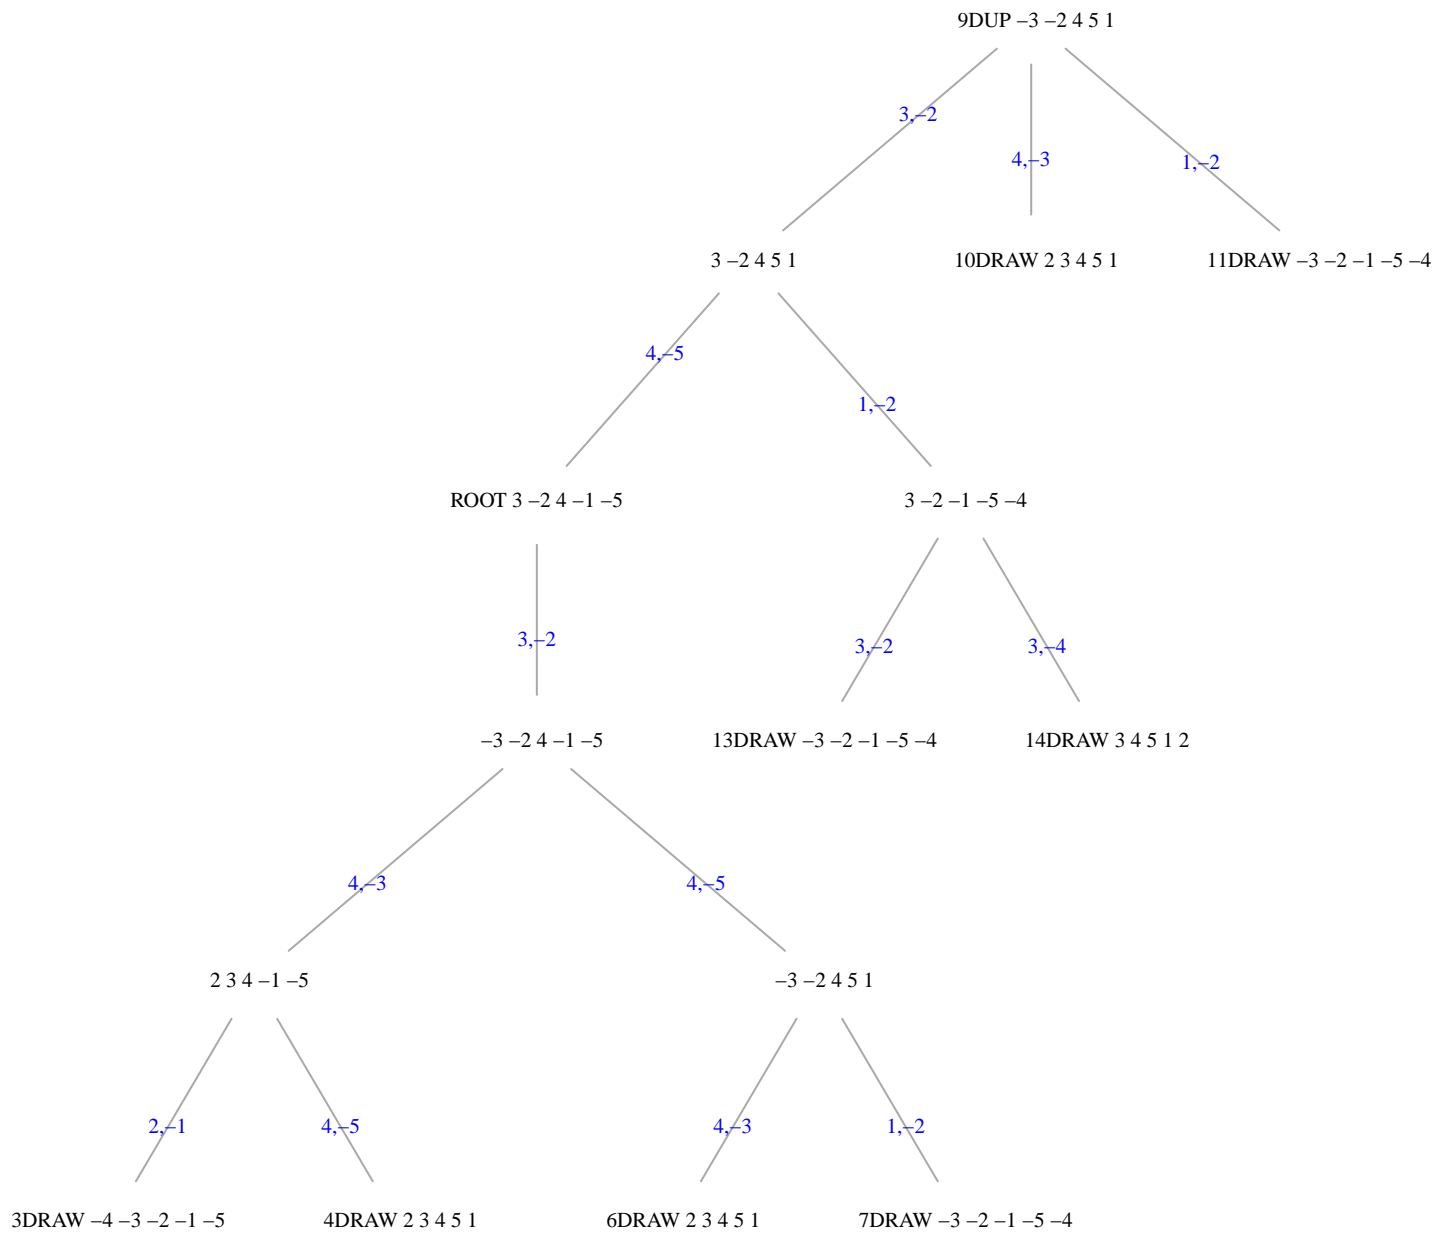 9DUP –3 –2 4 5 1
3,–2
4,–3
1,–2
3 –2 4 5 1
10DRAW 2 3 4 5 1
11DRAW –3 –2 –1 –5 –4
4,–5
1,–2
ROOT 3 –2 4 –1 –5
3 –2 –1 –5 –4
3,–2
3,–2
3,–4
–3 –2 4 –1 –5
13DRAW –3 –2 –1 –5 –4
14DRAW 3 4 5 1 2
4,–3
4,–5
2 3 4 –1 –5
–3 –2 4 5 1
2,–1
4,–5
4,–3
1,–2
3DRAW –4 –3 –2 –1 –5
4DRAW 2 3 4 5 1
6DRAW 2 3 4 5 1
7DRAW –3 –2 –1 –5 –4